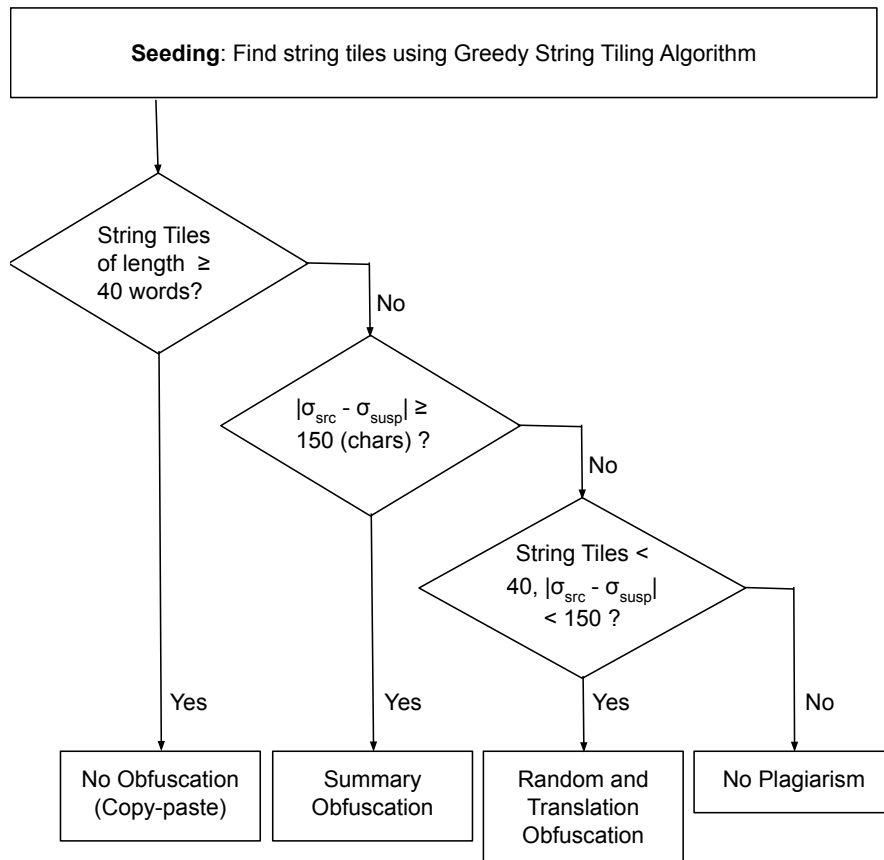 Seeding: Find string tiles using Greedy String Tiling Algorithm
String Tiles
of length ≥
40 words?
No
|σsrc - σsusp| ≥
150 (chars) ?
No
String Tiles <
40, |σsrc - σsusp|
< 150 ?
Yes
Yes
Yes
No
No Obfuscation
(Copy-paste)
Summary
Obfuscation
Random and
Translation
Obfuscation
No Plagiarism